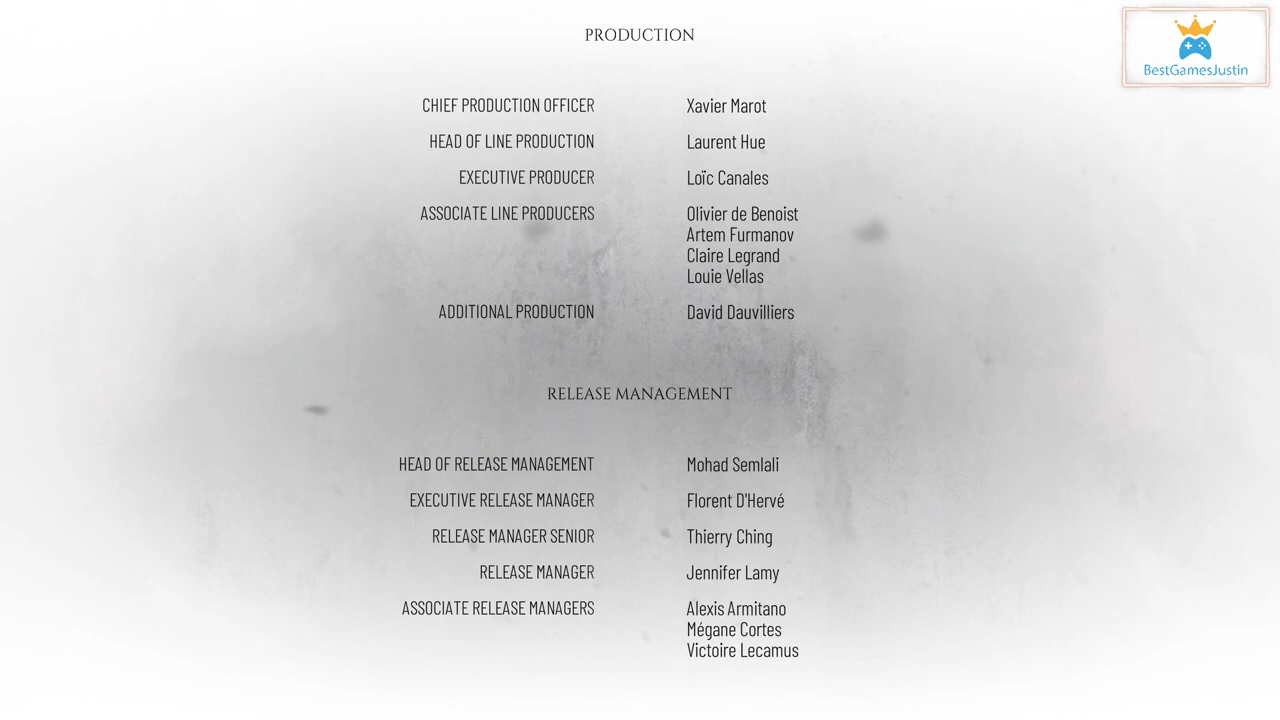 PRODUCTION
BestGamesJustin
CHIEF PRODUCTION OFFICER Xavier Marot
HEAD OF LINE PRODUCTION Laurent Hue
EXECUTIVE PRODUCER Loïc Canales
ASSOCIATE LINE PRODUCERS Olivier de Benoist
Artem Furmanov
Claire Legrand
Louie Vellas
ADDITIONAL PRODUCTION David Dauvilliers
RELEASE MANAGEMENT
HEAD OF RELEASE MANAGEMENT Mohad Semlali
EXECUTIVE RELEASE MANAGER Florent D'Hervé
RELEASE MANAGER SENIOR Thierry Ching
RELEASE MANAGER Jennifer Lamy
ASSOCIATE RELEASE MANAGERS Alexis Armitano
Mégane Cortes
Victoire Lecamus